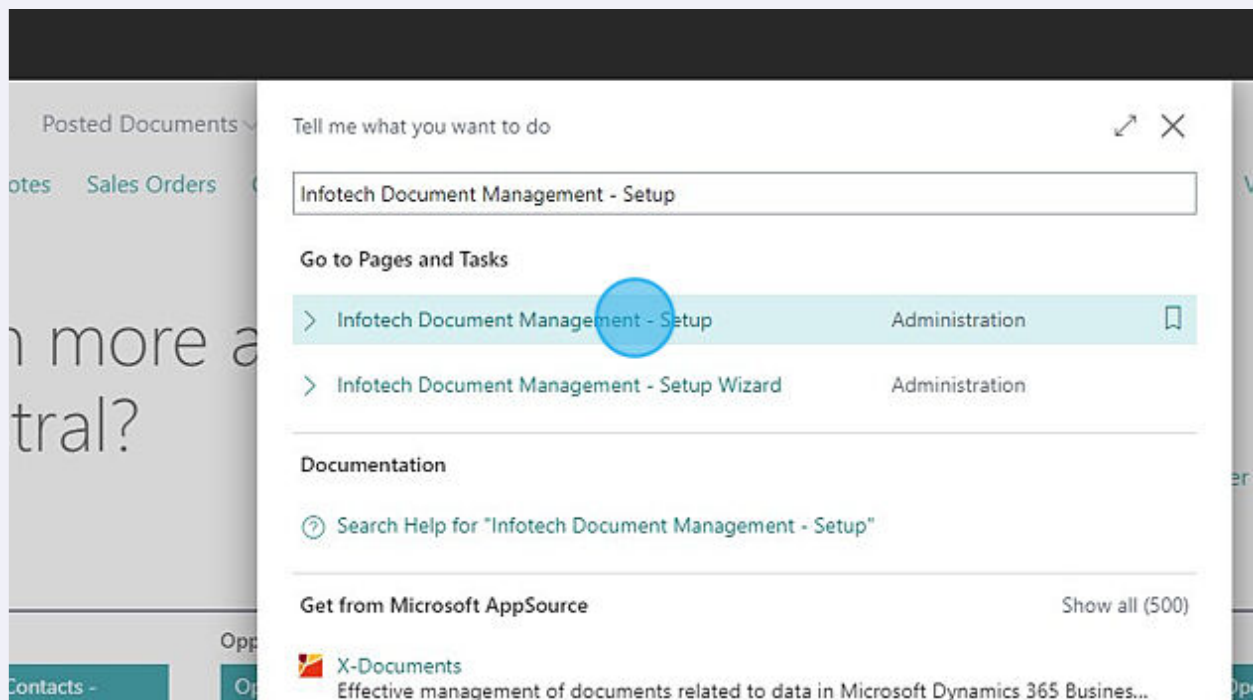 Posted Documents
Tell me what you want to do
otes Sales Orders
Infotech Document Management - Setup
Go to Pages and Tasks
Infotech Document Management - Setup Administration
Infotech Document Management - Setup Wizard Administration
n more a
tral?
Documentation
er
Search Help for "Infotech Document Management - Setup"
Get from Microsoft AppSource Show all (500)
Opp
X-Documents
Contacts -
Op
Effective management of documents related to data in Microsoft Dynamics 365 Busines...